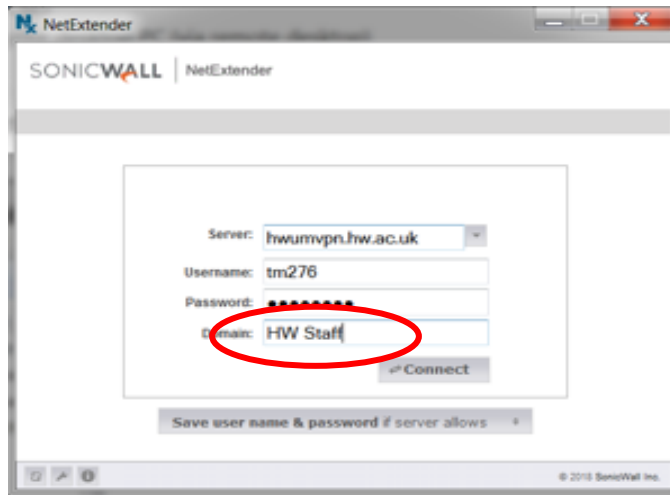 NetExtender
SONICWALL | NetExtender
Server: hwumvpn.hw.ac.uk
Username: tm276
Password: ●●●●●●●●
Domain: HW Staff
Connect
Save user name & password if server allows
© 2018 SonicWall Inc.